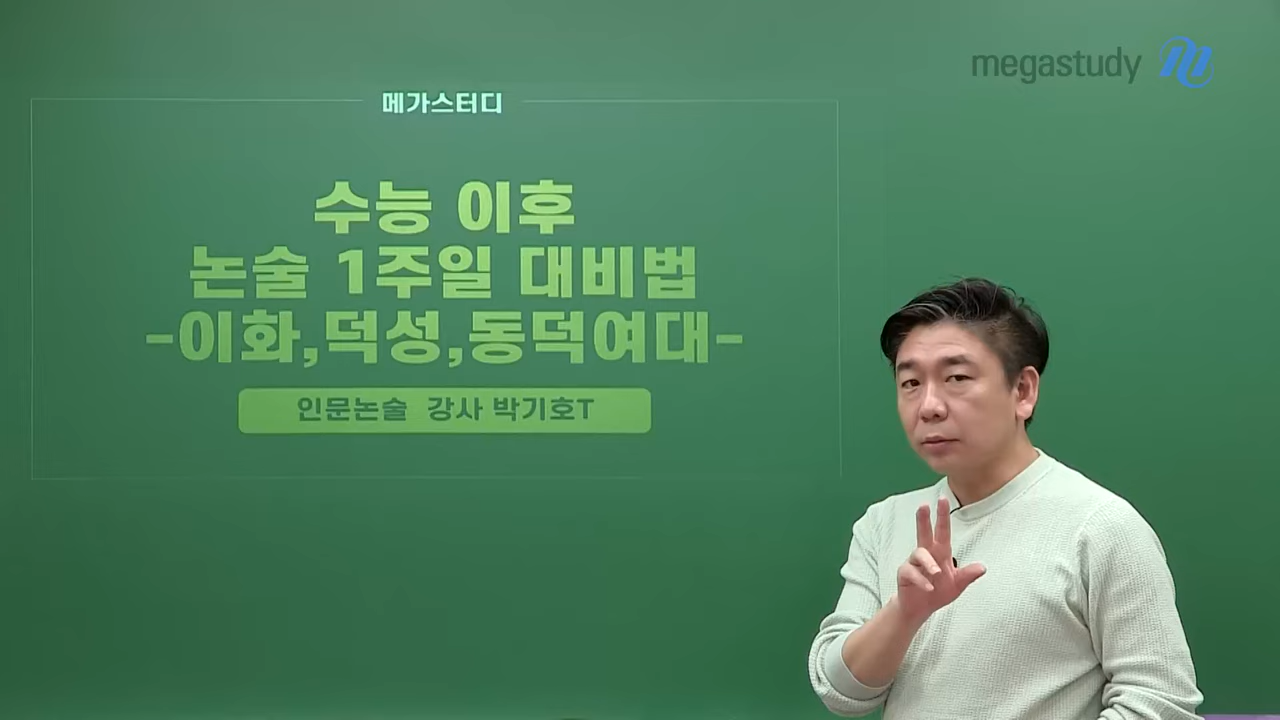 megastudy
메가스터디
수능 이후
논술 1주일 대비법
-이화,덕성,동덕여대-
인문논술 강사 박기호T